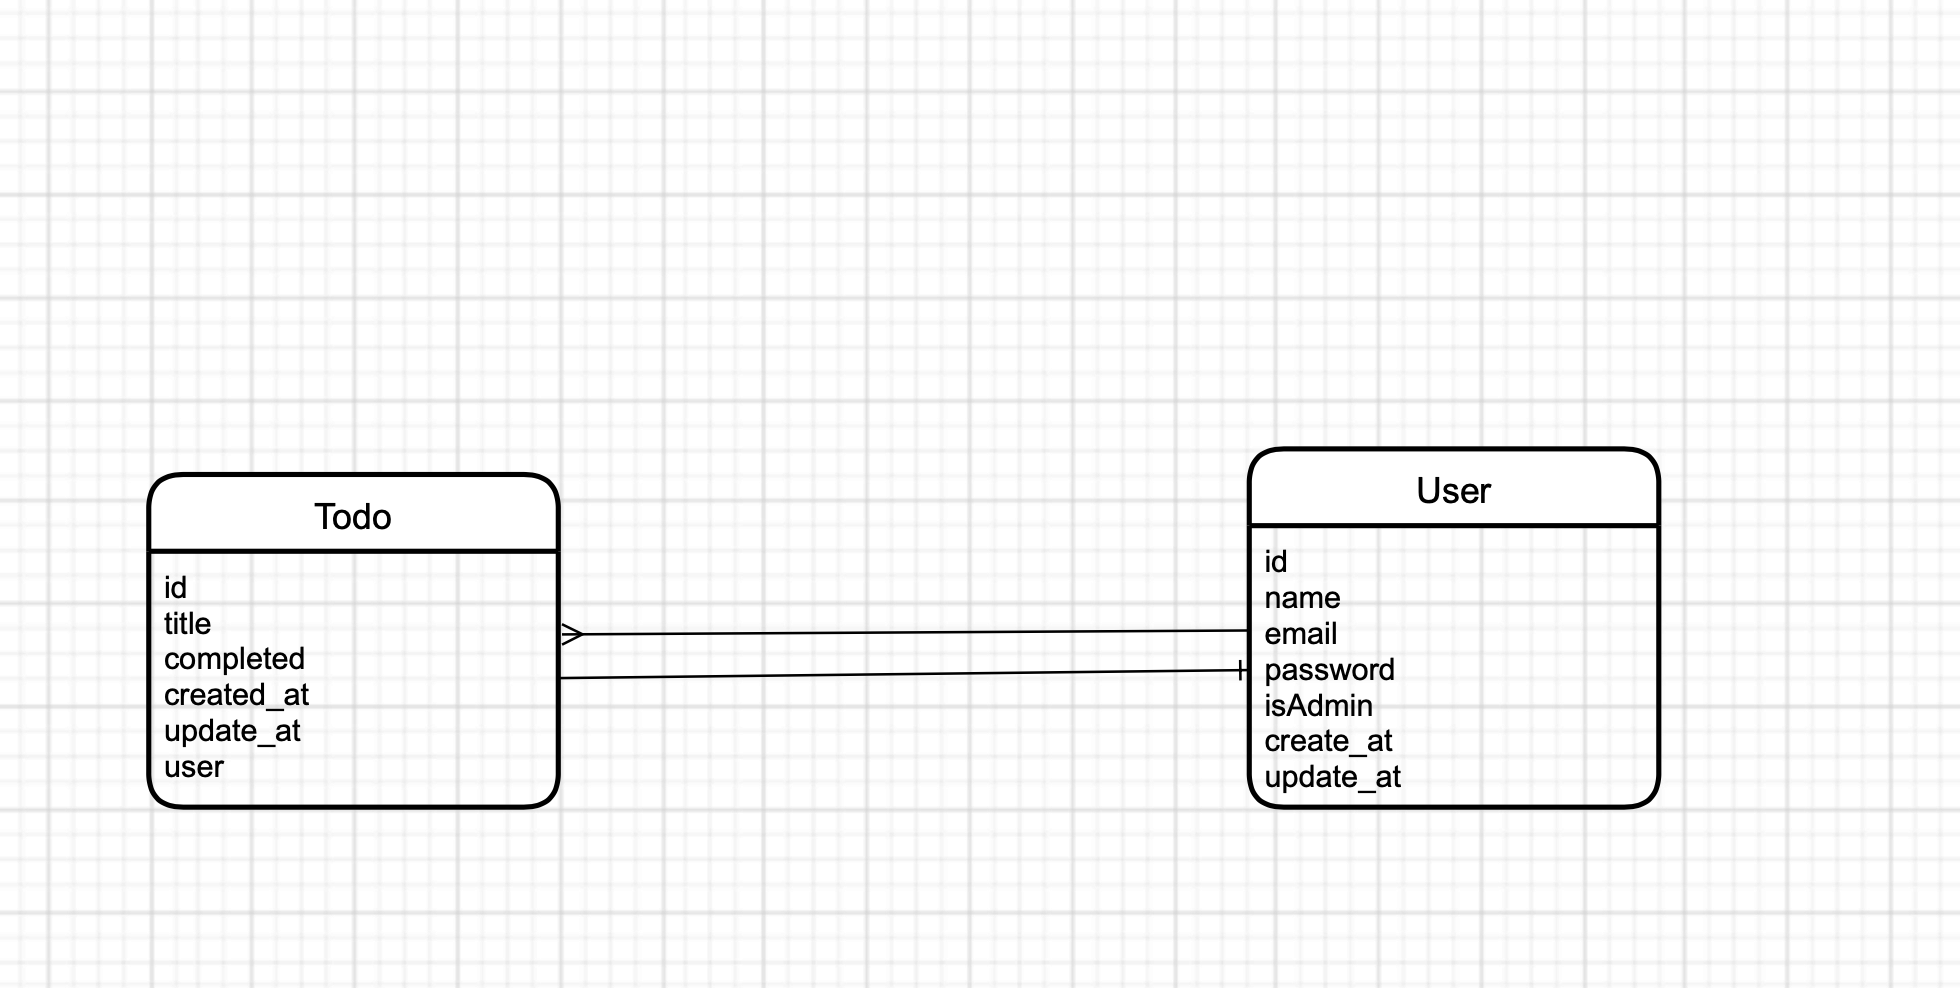 Todo
id
title
completed
created_at
update_at
user
User
id
name
email
password
isAdmin
create_at
update_at